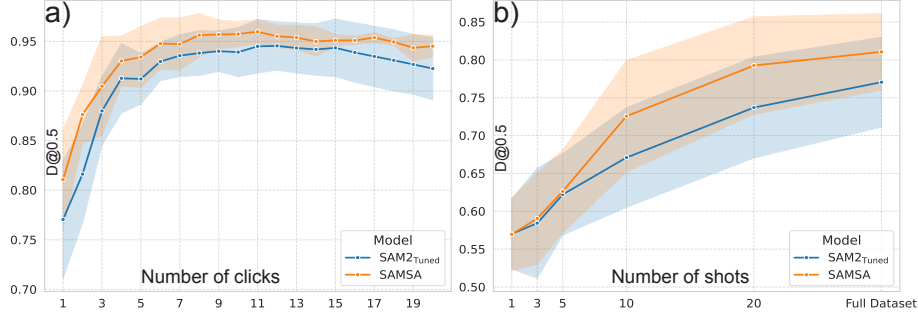 a)
0.95
0.90
0.85
0.80
0.75
0.70
D@0.5
Model
SAM2Tuned
SAMSA
Number of clicks
1 3 5 7 9 11 13 15 17 19
b)
0.85
0.80
0.75
0.70
0.65
0.60
0.55
0.50
D@0.5
Model
SAM2Tuned
SAMSA
Number of shots
1 3 5 10 20 Full Dataset